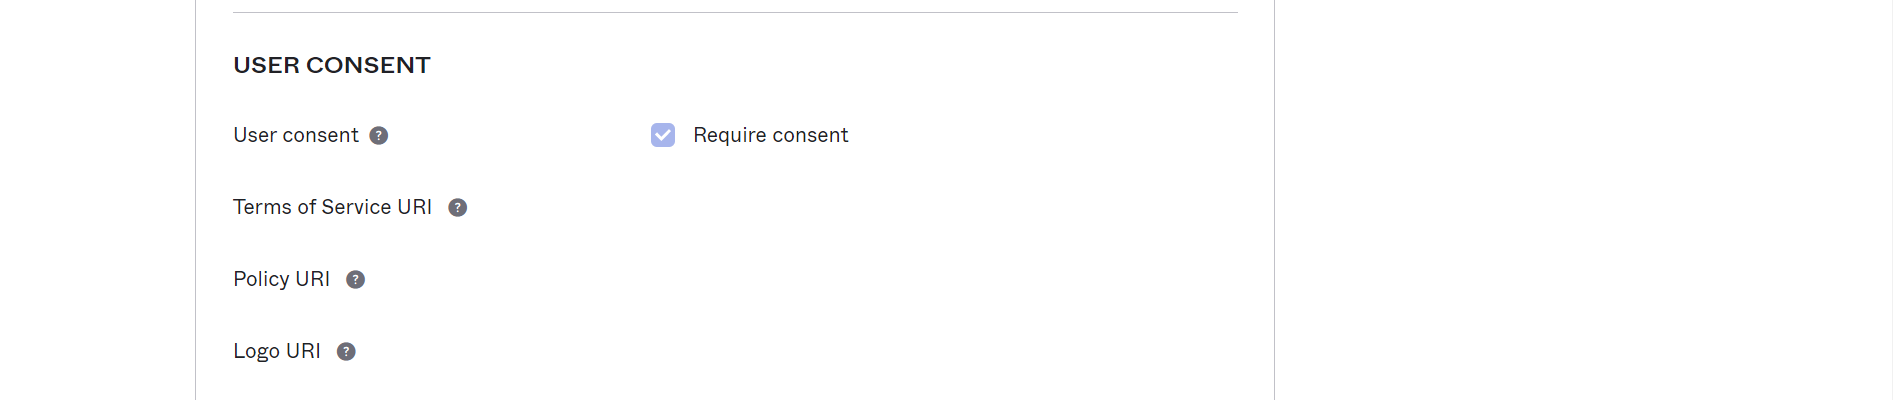 USER CONSENT
User consent ? Require consent
Terms of Service URI ?
Policy URI ?
Logo URI ?